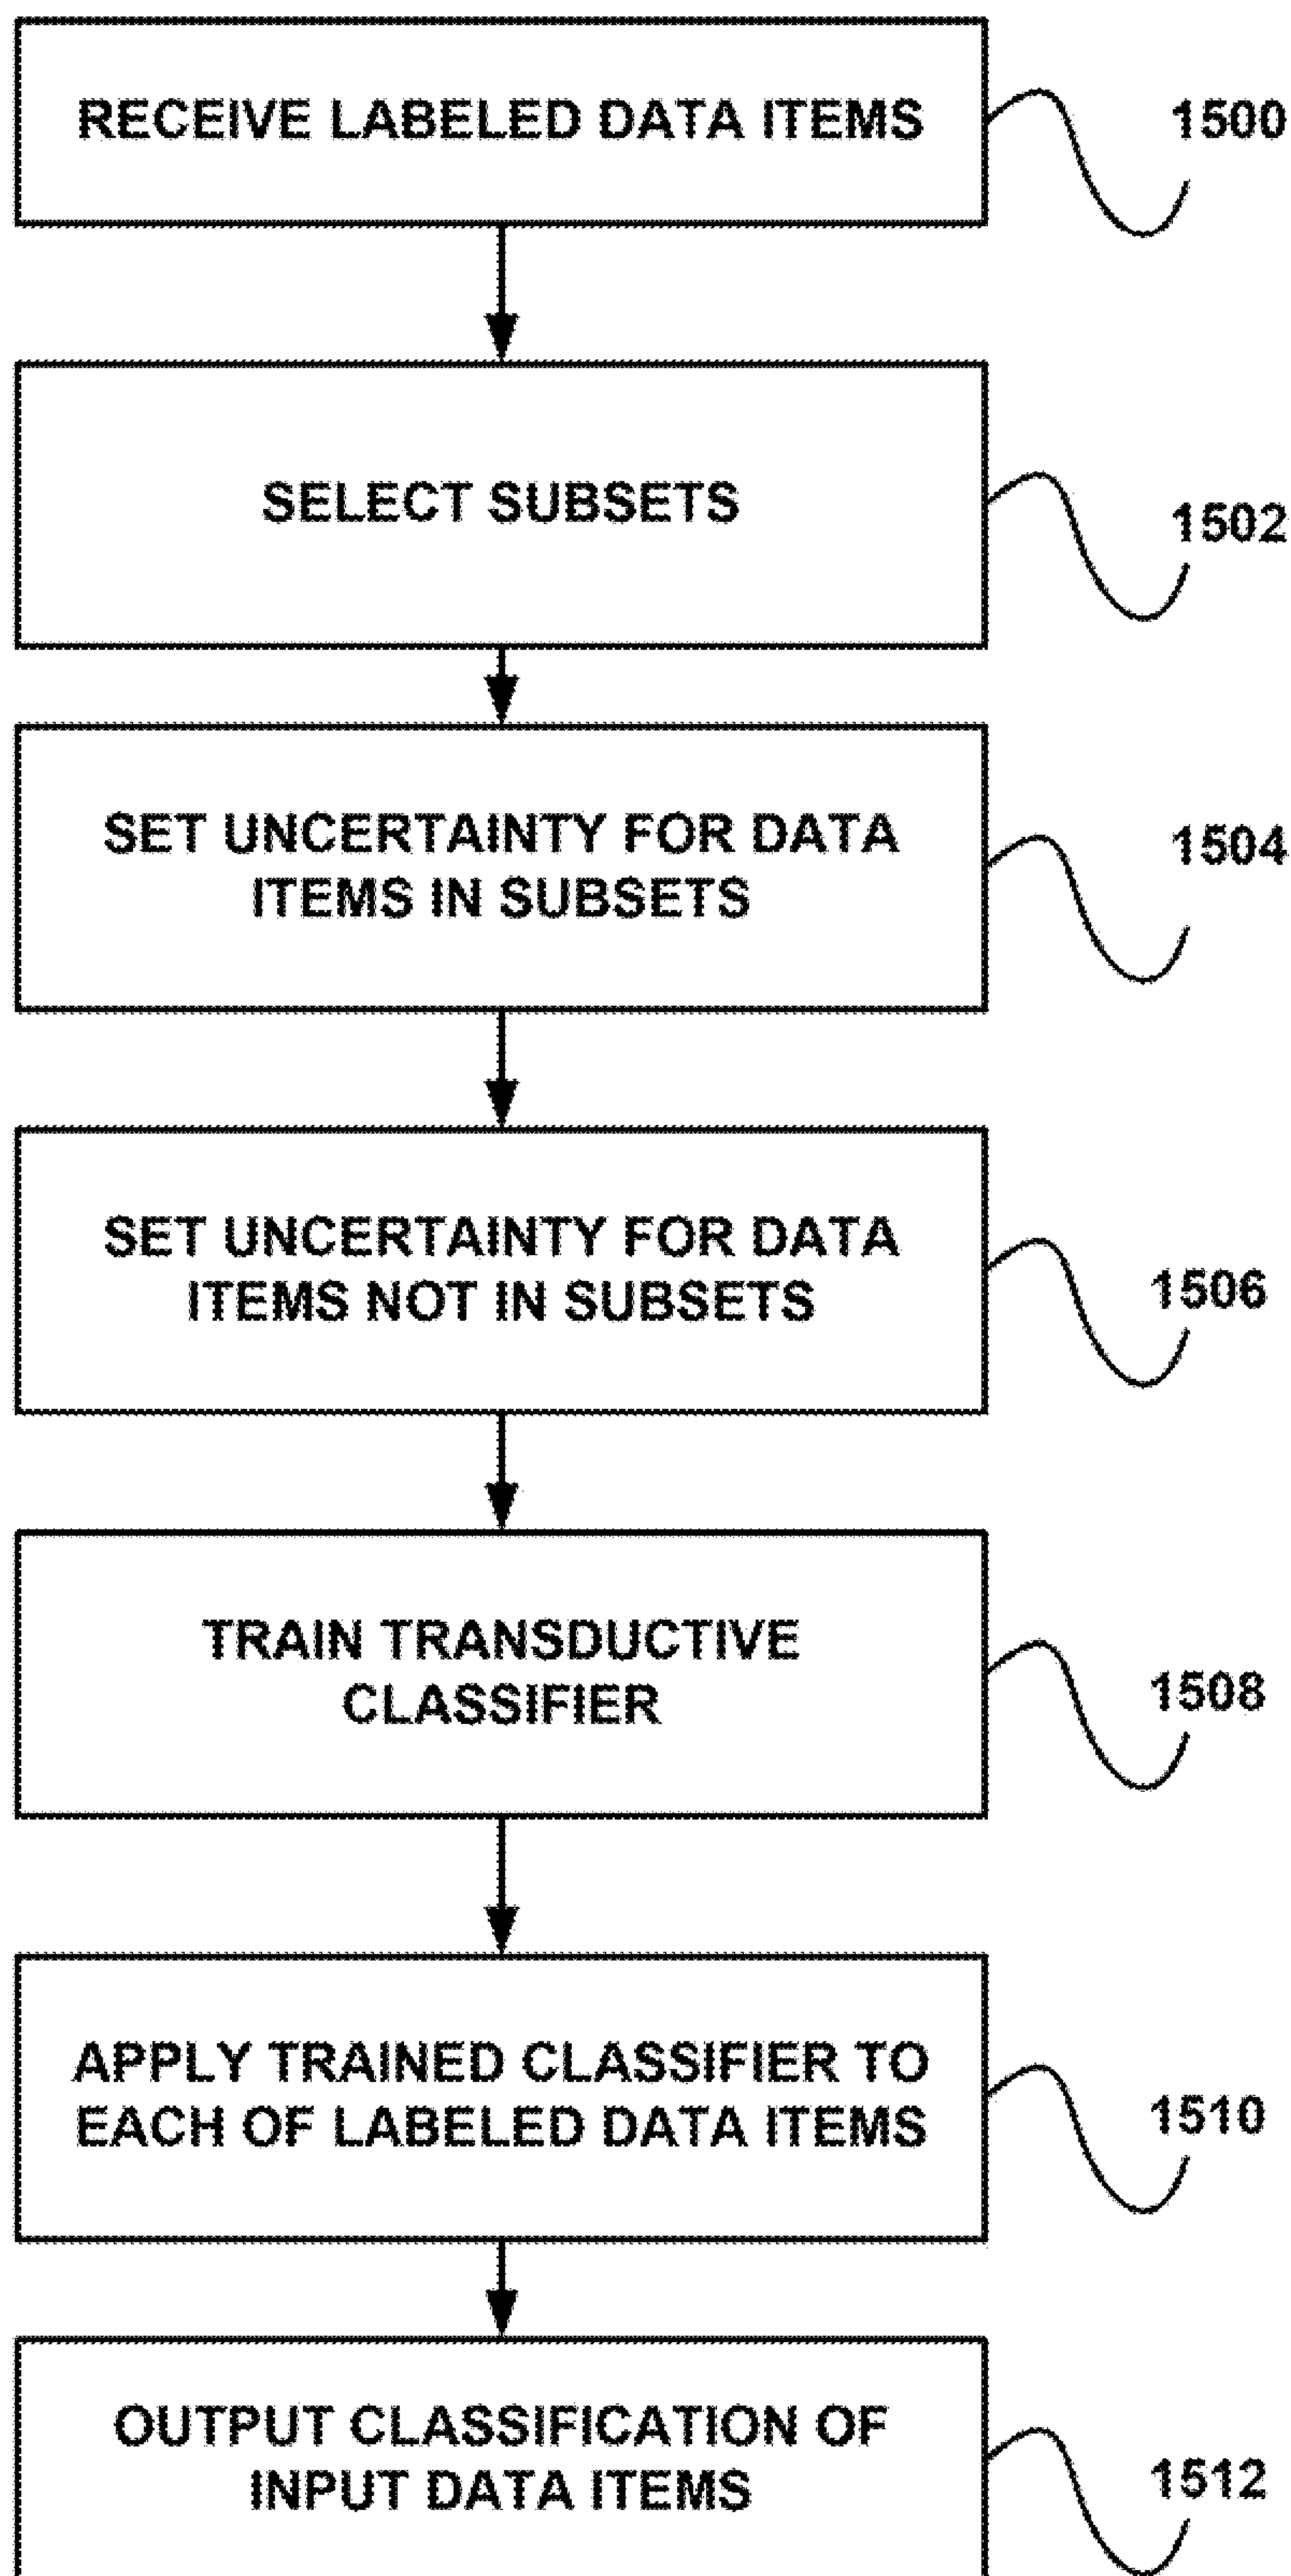 RECEIVE LABELED DATA ITEMS
1500
SELECT SUBSETS
1502
SET UNCERTAINTY FOR DATA
ITEMS IN SUBSETS
1504
SET UNCERTAINTY FOR DATA
ITEMS NOT IN SUBSETS
1506
TRAIN TRANSDUCTIVE
CLASSIFIER
1508
APPLY TRAINED CLASSIFIER TO
EACH OF LABELED DATA ITEMS
1510
OUTPUT CLASSIFICATION OF
INPUT DATA ITEMS
1512